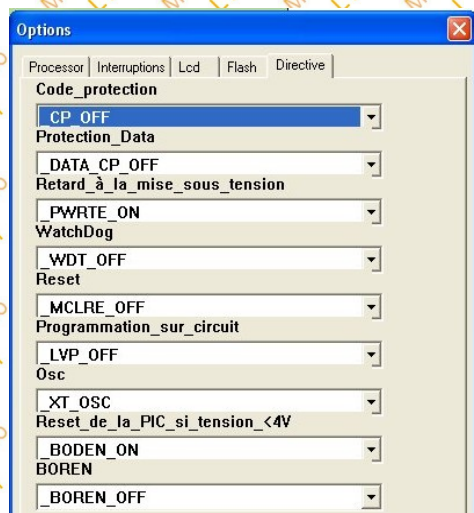 Options
Processor Interruptions Lcd Flash Directive
Code_protection
_CP_OFF
Protection_Data
_DATA_CP_OFF
Retard_à_la_mise_sous_tension
_PWRTE_ON
WatchDog
_WDT_OFF
Reset
_MCLRE_OFF
Programmation_sur_circuit
_LVP_OFF
Osc
_XT_OSC
Reset_de_la_PIC_si_tension_<4V
_BODEN_ON
BOREN
_BOREN_OFF